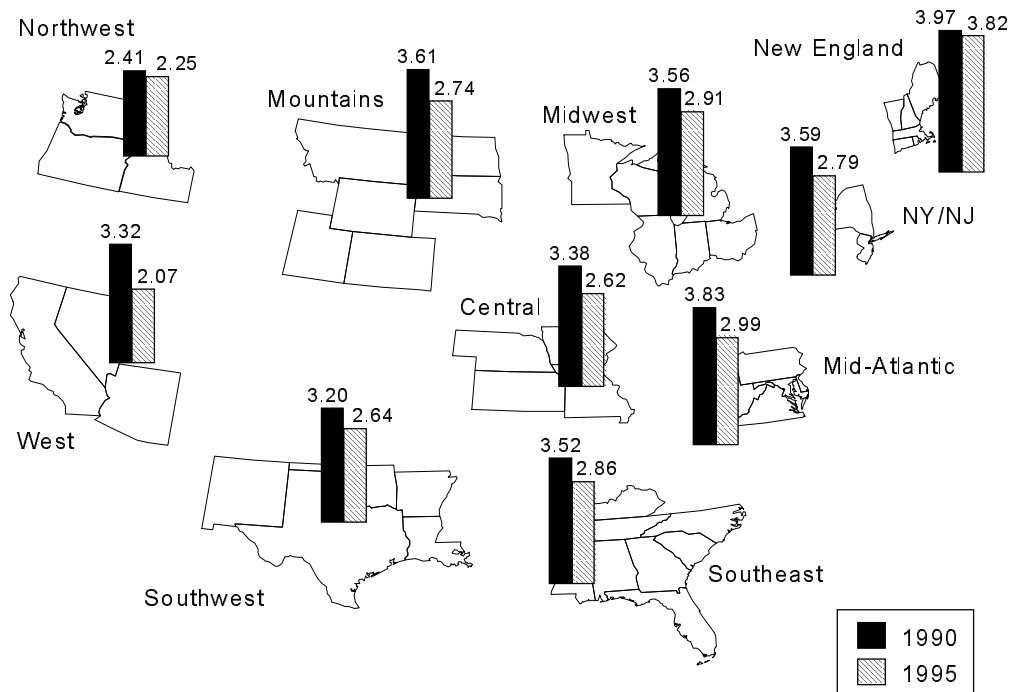 Northwest
2.41 2.25
Mountains
3.61 2.74
Midwest
3.56 2.91
New England
3.97 3.82
3.59 2.79
NY/NJ
West
3.32 2.07
Central
3.38 2.62
3.83 2.99
Mid-Atlantic
Southwest
3.20 2.64
3.52 2.86
Southeast
1990
1995